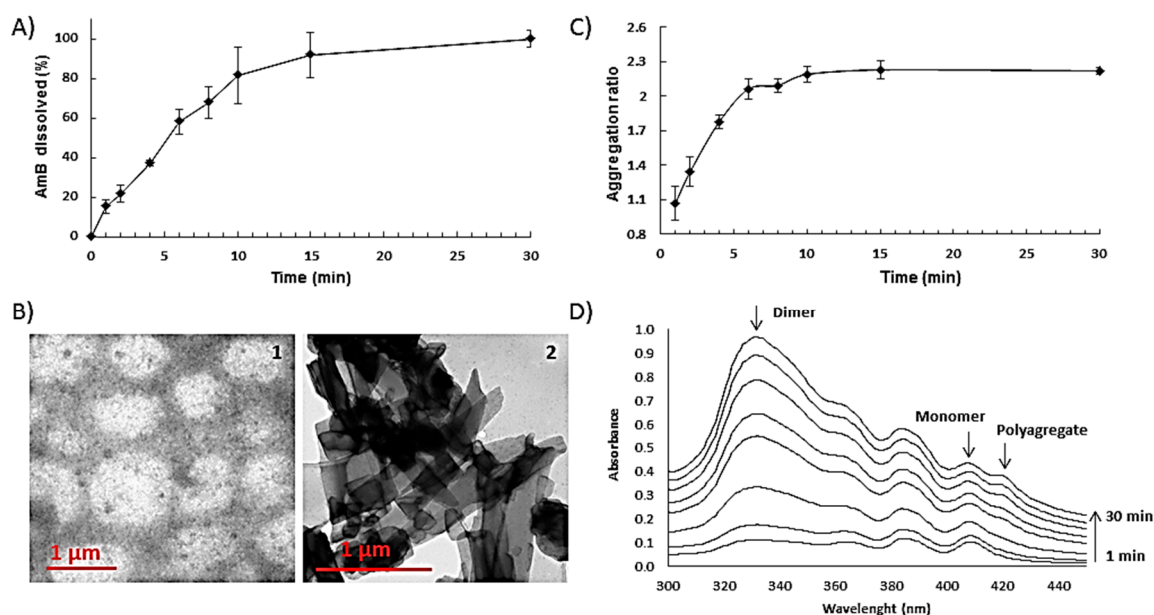 A)
AmB dissolved (%)
100
80
60
40
20
0
0 5 10 15 20 25 30
Time (min)
C)
Aggregation ratio
2.6
2.3
2
1.7
1.4
1.1
0.8
0 5 10 15 20 25 30
Time (min)
B)
1
1 μm
2
1 μm
D)
Dimer
Monomer
Polyagregate
Absorbance
1.0
0.9
0.8
0.7
0.6
0.5
0.4
0.3
0.2
0.1
0.0
30 min
1 min
300 320 340 360 380 400 420 440
Wavelenght (nm)